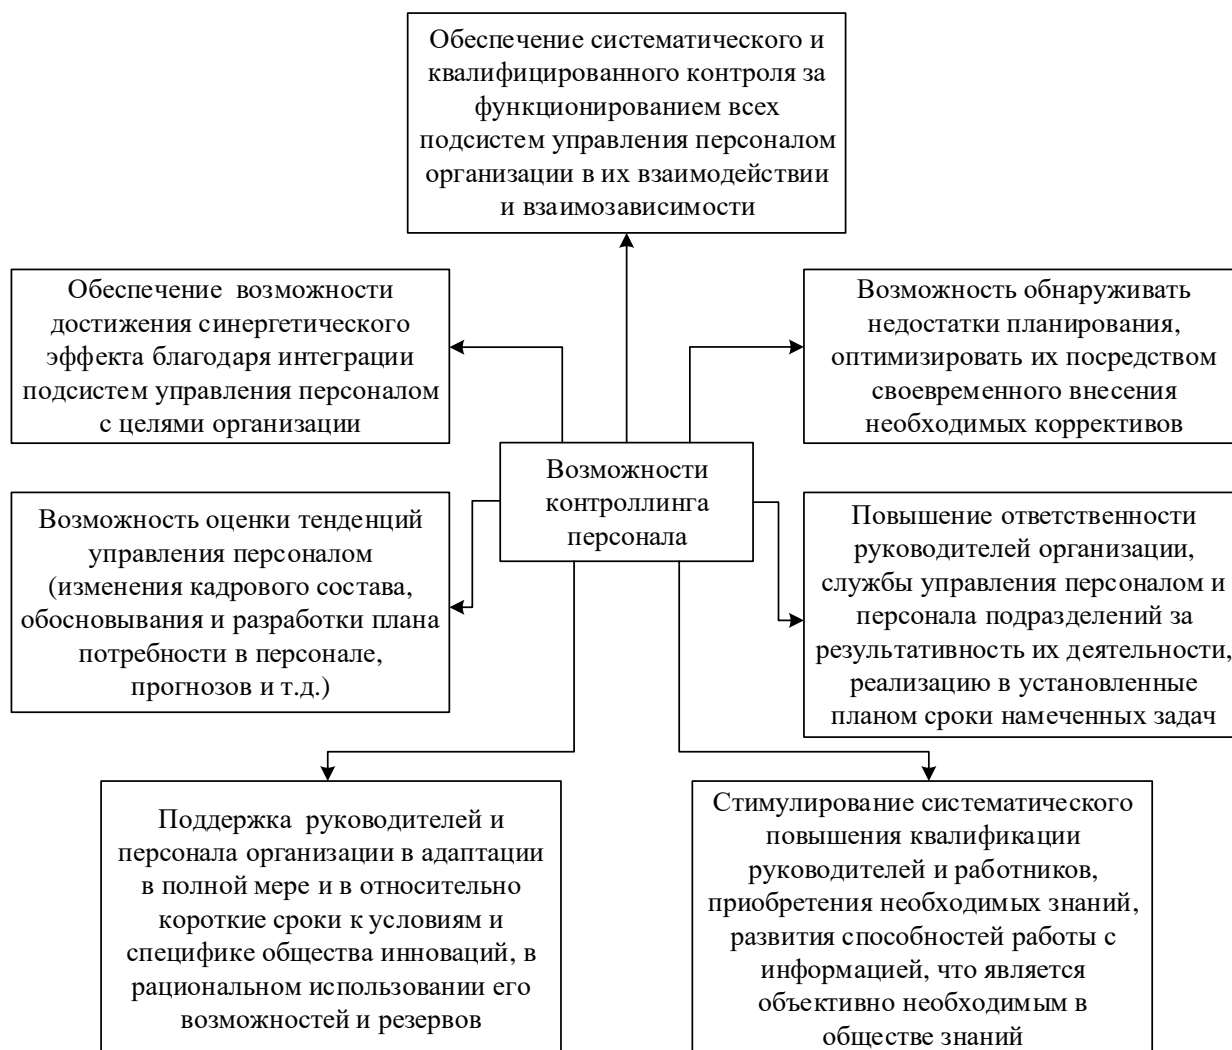 Обеспечение систематического и
квалифицированного контроля за
функционированием всех
подсистем управления персоналом
организации в их взаимодействии
и взаимозависимости
Обеспечение возможности
достижения синергетического
эффекта благодаря интеграции
подсистем управления персоналом
с целями организации
Возможность обнаруживать
недостатки планирования,
оптимизировать их посредством
своевременного внесения
необходимых коррективов
Возможности
контроллинга
персонала
Возможность оценки тенденций
управления персоналом
(изменения кадрового состава,
обосновывания и разработки плана
потребности в персонале,
прогнозов и т.д.)
Повышение ответственности
руководителей организации,
службы управления персоналом и
персонала подразделений за
результативность их деятельности,
реализацию в установленные
планом сроки намеченных задач
Поддержка руководителей и
персонала организации в адаптации
в полной мере и в относительно
короткие сроки к условиям и
специфике общества инноваций, в
рациональном использовании его
возможностей и резервов
Стимулирование систематического
повышения квалификации
руководителей и работников,
приобретения необходимых знаний,
развития способностей работы с
информацией, что является
объективно необходимым в
обществе знаний